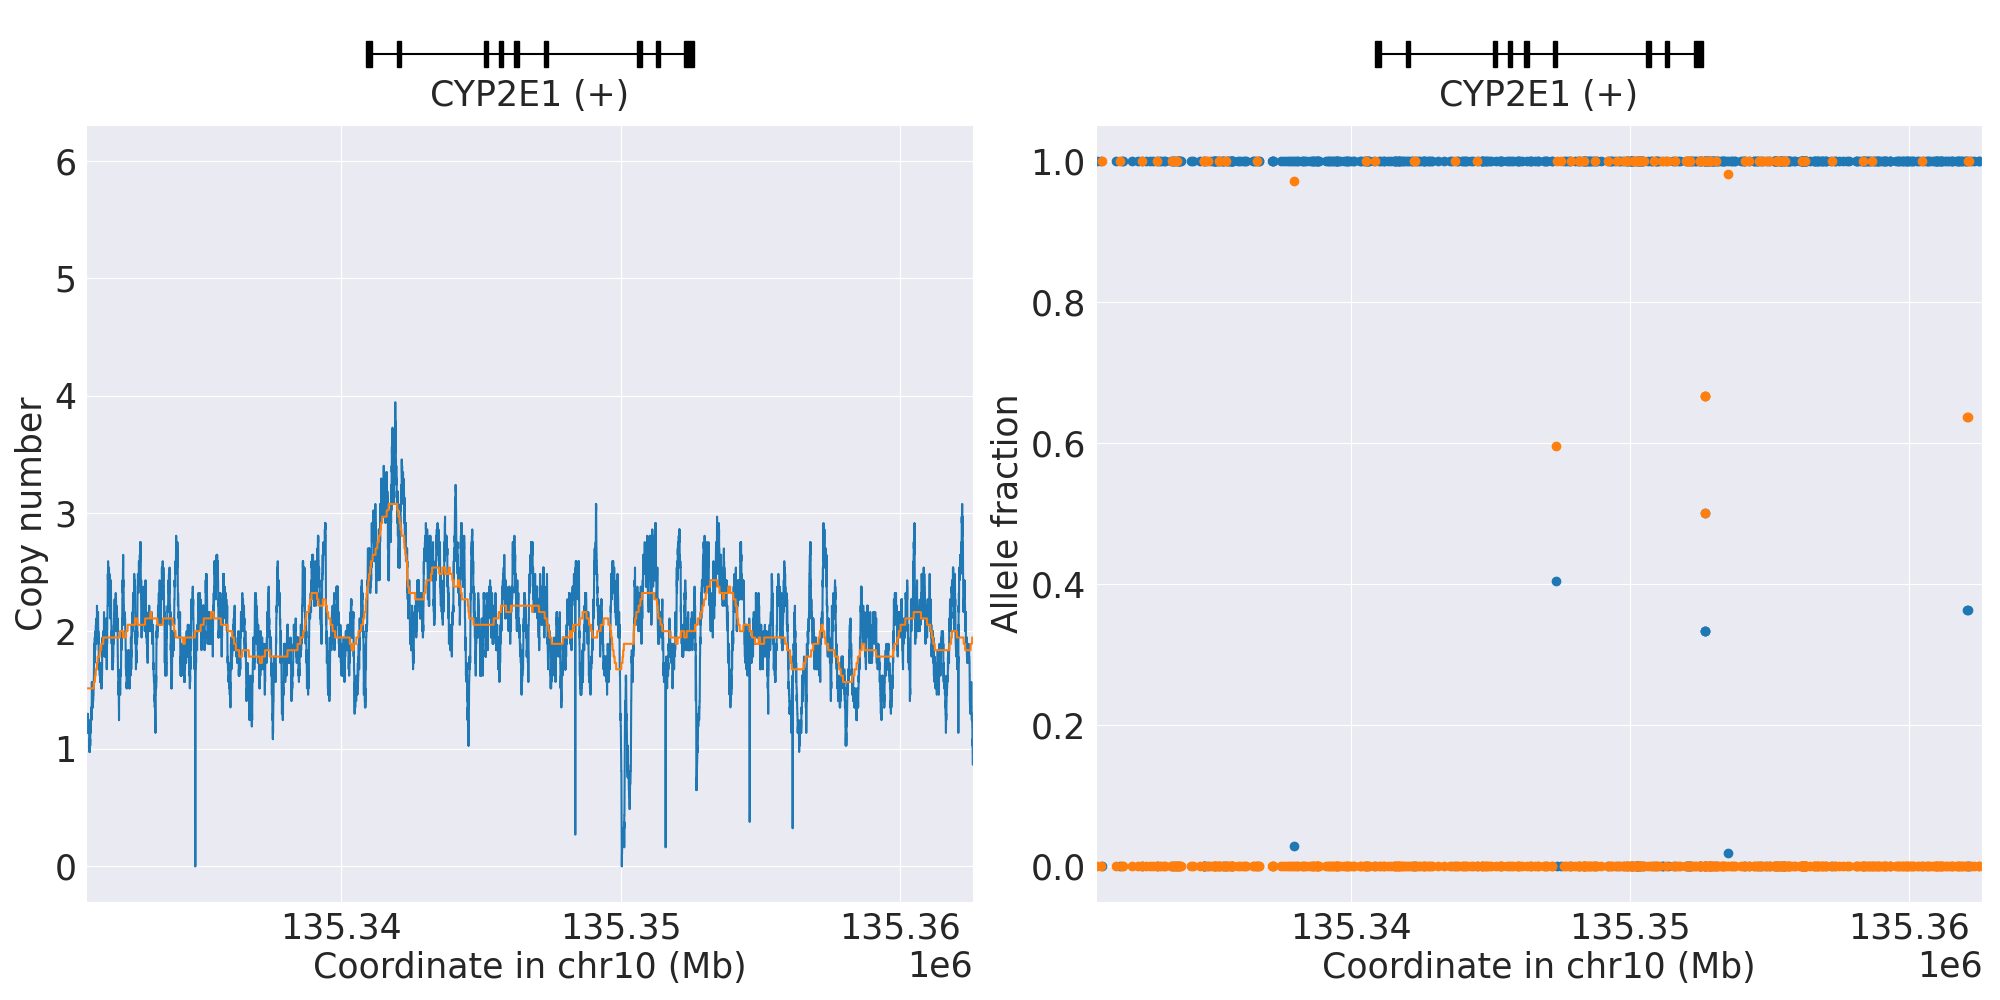 CYP2E1 (+)
6
5
4
3
2
1
0
Copy number
135.34
135.35
135.36
Coordinate in chr10 (Mb)
1e6
CYP2E1 (+)
1.0
0.8
0.6
0.4
0.2
0.0
Allele fraction
135.34
135.35
135.36
Coordinate in chr10 (Mb)
1e6